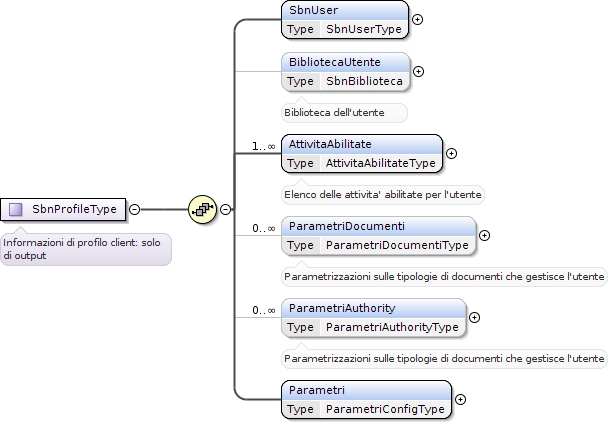 SbnUser
Type SbnUserType
BibliotecaUtente
Type SbnBiblioteca
Biblioteca dell'utente
1..∞
AttivitaAbilitate
Type AttivitaAbilitateType
Elenco delle attivita' abilitate per l'utente
SbnProfileType
Informazioni di profilo client: solo
di output
0..∞
ParametriDocumenti
Type ParametriDocumentiType
Parametrizzazioni sulle tipologie di documenti che gestisce l'utente
0..∞
ParametriAuthority
Type ParametriAuthorityType
Parametrizzazioni sulle tipologie di documenti che gestisce l'utente
Parametri
Type ParametriConfigType